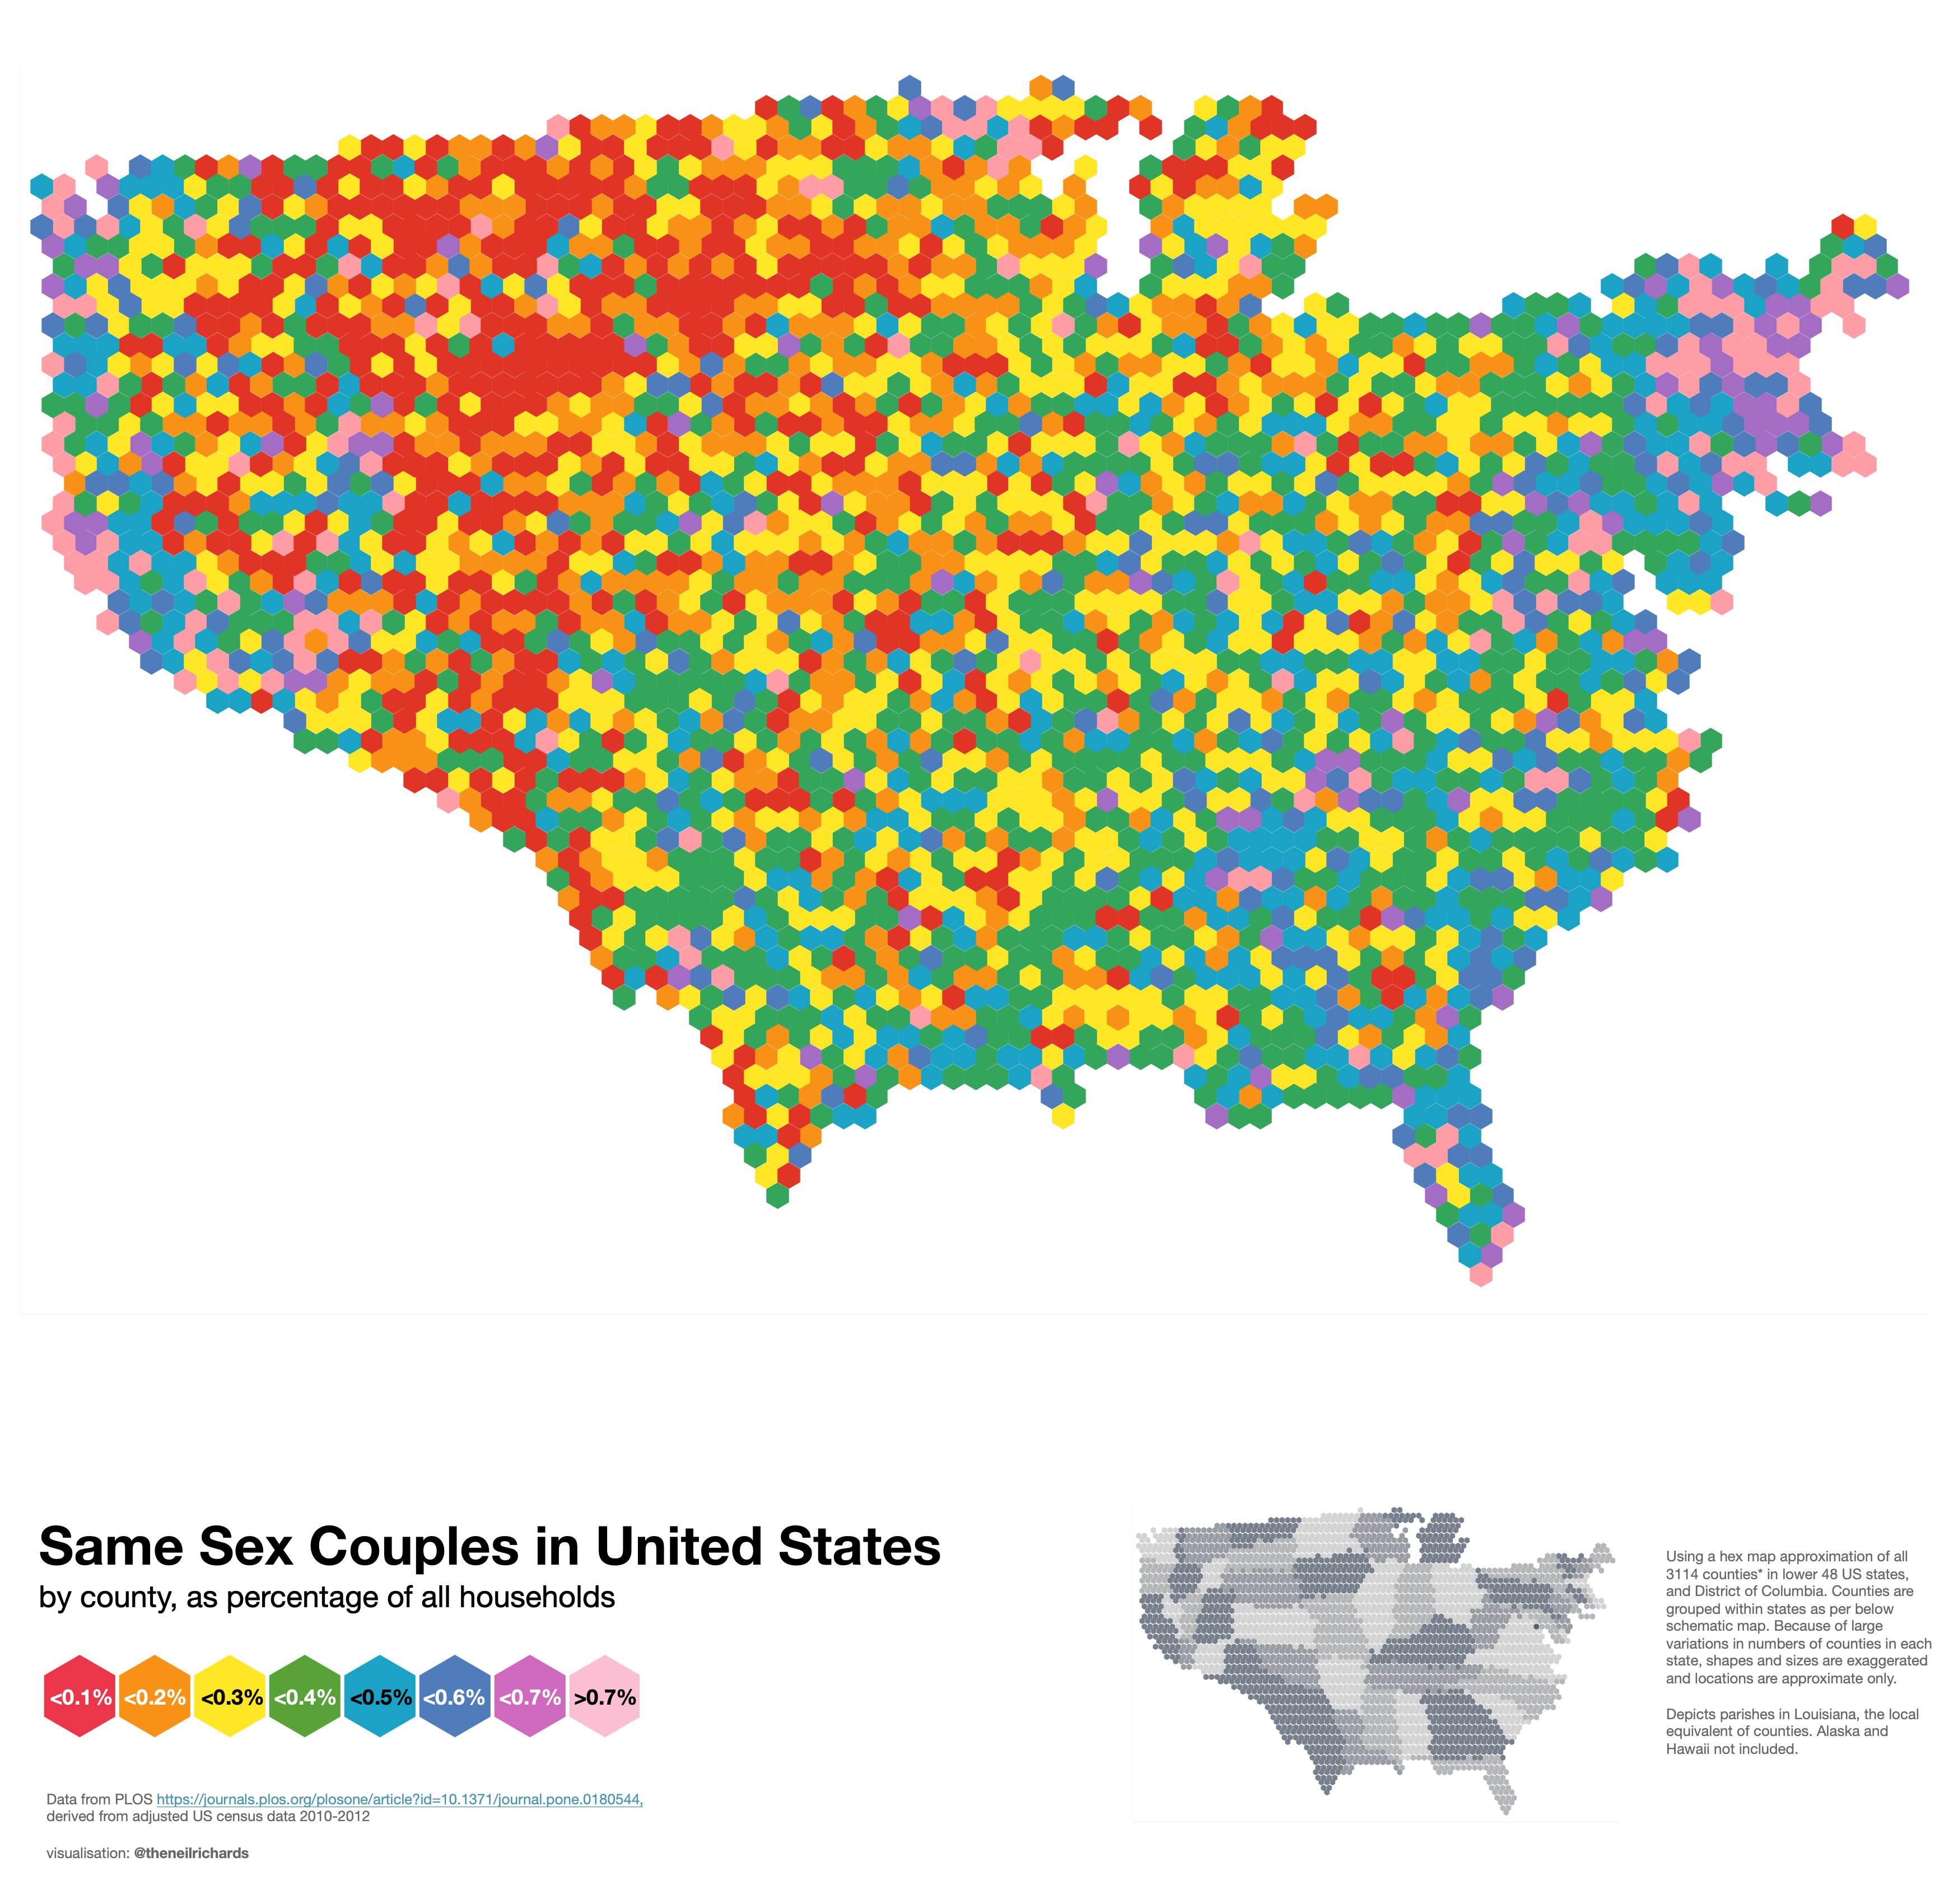 Same Sex Couples in United States
by county, as percentage of all households
<0.1% <0.2% <0.3% <0.4% <0.5% <0.6% <0.7% >0.7%
Data from PLOS https://journals.plos.org/plosone/article?id=10.1371/journal.pone.0180544,
derived from adjusted US census data 2010-2012
visualisation: @theneilrichards
Using a hex map approximation of all
3114 counties* in lower 48 US states,
and District of Columbia. Counties are
grouped within states as per below
schematic map. Because of large
variations in numbers of counties in each
state, shapes and sizes are exaggerated
and locations are approximate only.
Depicts parishes in Louisiana, the local
equivalent of counties. Alaska and
Hawaii not included.